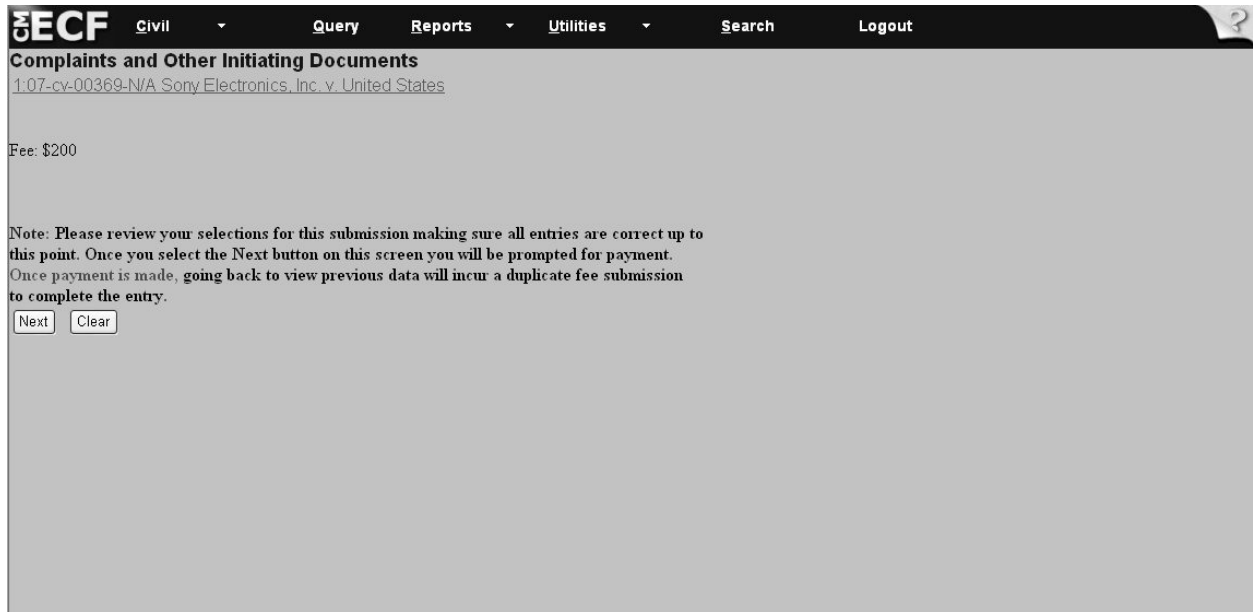 CM ECF Civil Query Reports Utilities Search Logout ?
Complaints and Other Initiating Documents
1:07-cv-00369-N/A Sony Electronics, Inc. v. United States
Fee: $200
Note: Please review your selections for this submission making sure all entries are correct up to
this point. Once you select the Next button on this screen you will be prompted for payment.
Once payment is made, going back to view previous data will incur a duplicate fee submission
to complete the entry.
Next Clear